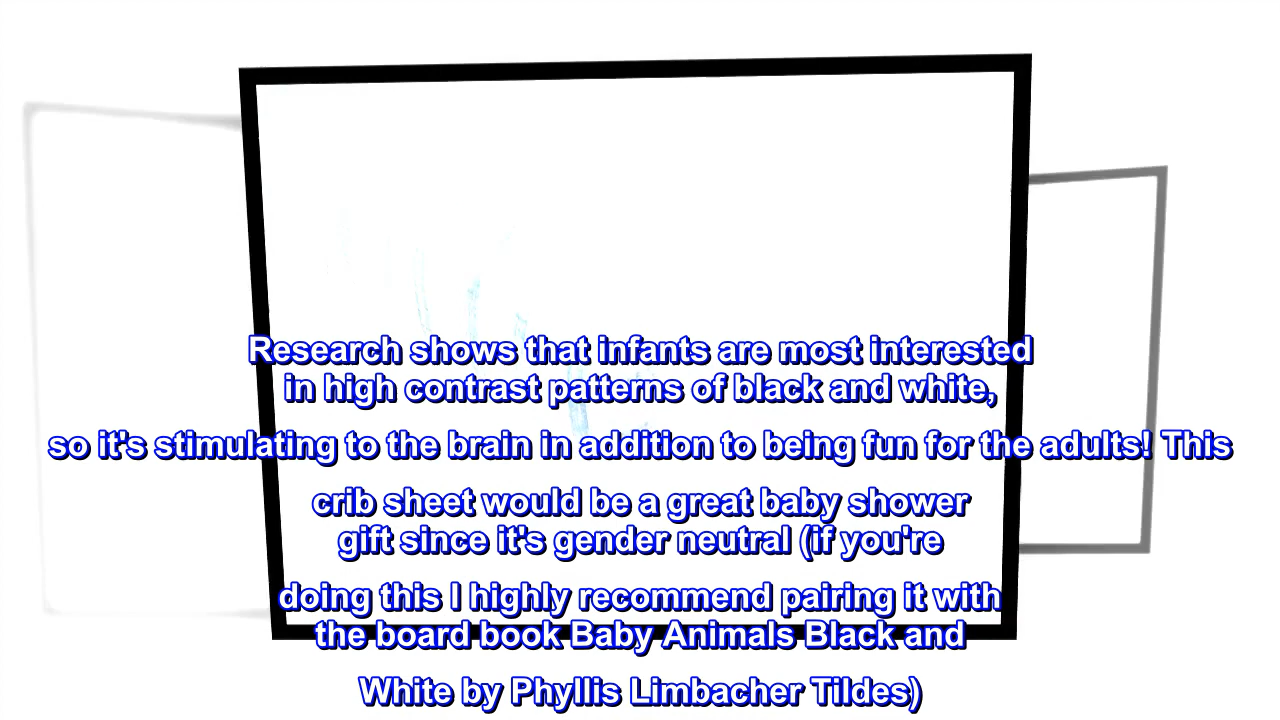 Research shows that infants are most interested
in high contrast patterns of black and white,
so it's stimulating to the brain in addition to being fun for the adults! This
crib sheet would be a great baby shower
gift since it's gender neutral (if you're
doing this I highly recommend pairing it with
the board book Baby Animals Black and
White by Phyllis Limbacher Tildes)